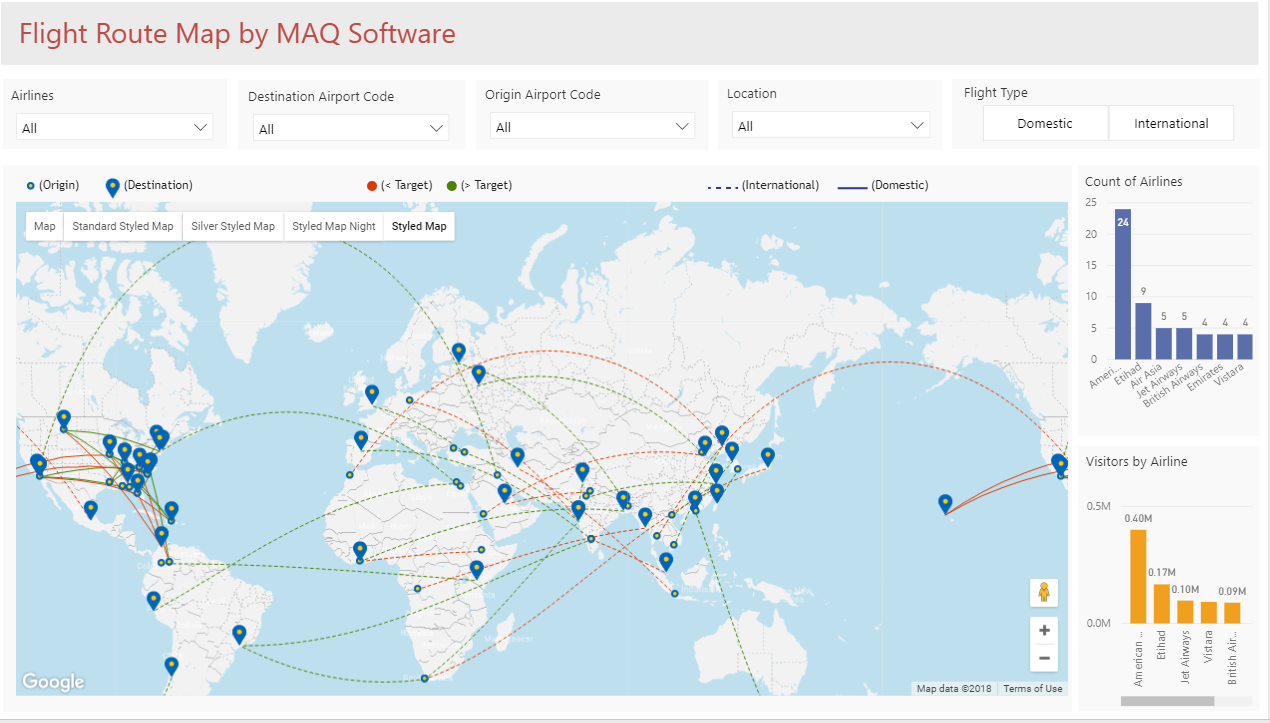 Flight Route Map by MAQ Software
Airlines
All
Destination Airport Code
All
Origin Airport Code
All
Location
All
Flight Type
Domestic
International
(Origin)
(Destination)
(< Target)
(> Target)
(International)
(Domestic)
Map
Standard Styled Map
Silver Styled Map
Styled Map Night
Styled Map
Google
Map data ©2018
Terms of Use
Count of Airlines
25
20
15
10
5
0
24
9
5
5
4
4
4
Ameri...
Etihad
Air Asia
Jet Airways
British Airways
Emirates
Vistara
Visitors by Airline
0.5M
0.0M
0.40M
0.17M
0.10M
0.09M
American ...
Etihad
Jet Airways
Vistara
British Air...